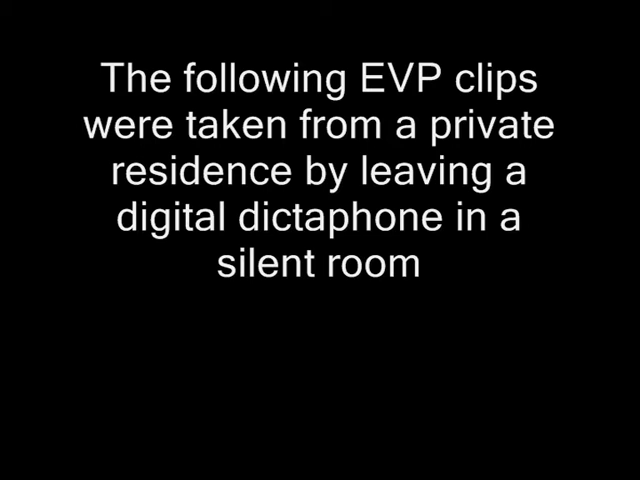 The following EVP clips
were taken from a private
residence by leaving a
digital dictaphone in a
silent room